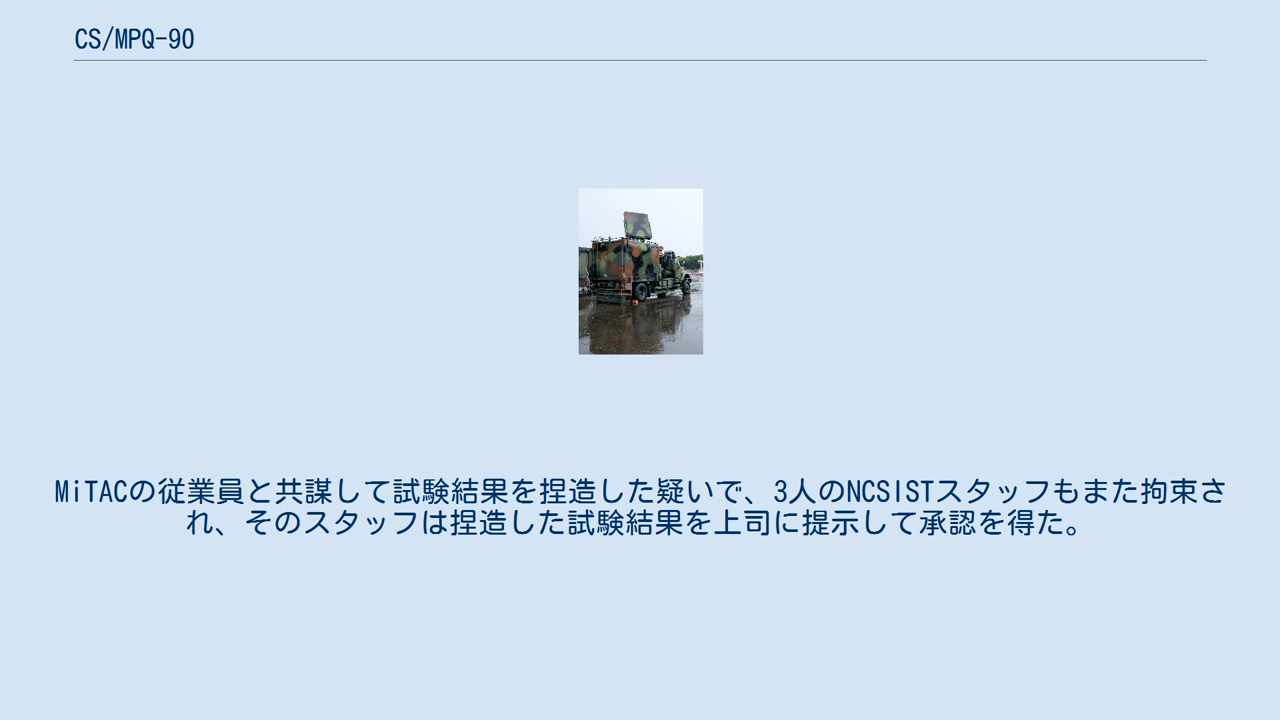 CS/MPQ-90
MiTACの従業員と共謀して試験結果を捏造した疑いで、3人のNCSISTスタッフもまた拘束さ
れ、そのスタッフは捏造した試験結果を上司に提示して承認を得た。